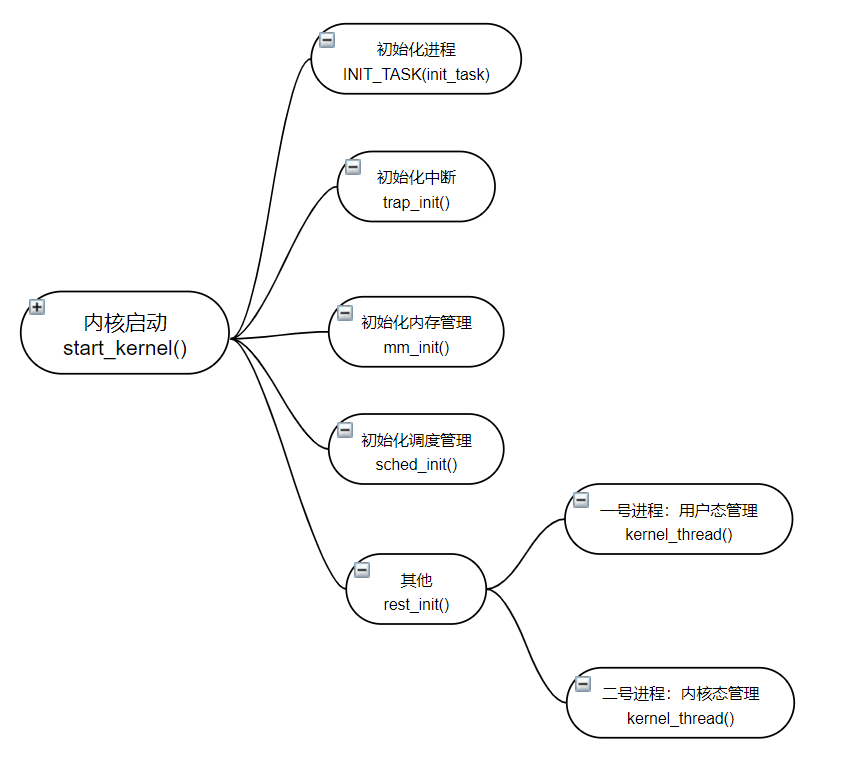 初始化进程
INIT_TASK(init_task)
初始化中断
trap_init()
内核启动
start_kernel()
初始化内存管理
mm_init()
初始化调度管理
sched_init()
其他
rest_init()
一号进程：用户态管理
kernel_thread()
二号进程：内核态管理
kernel_thread()